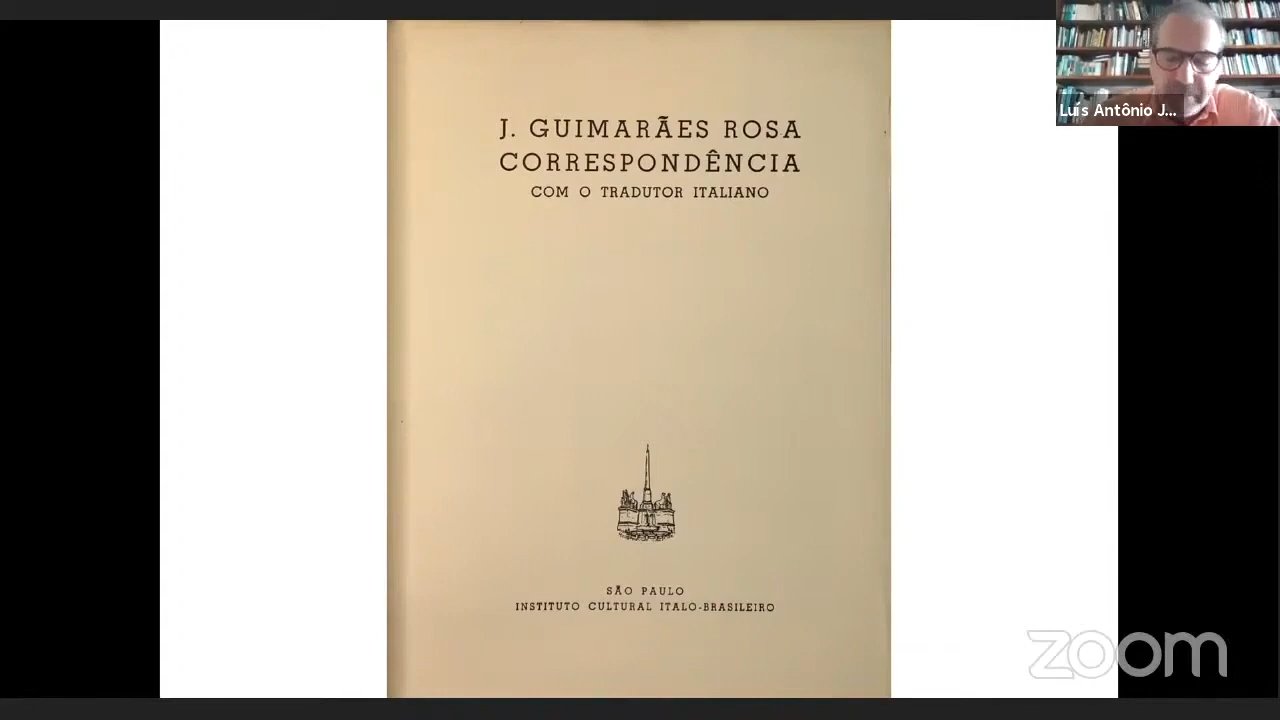 J. GUIMARÃES ROSA
CORRESPONDÊNCIA
COM O TRADUTOR ITALIANO
SÃO PAULO
INSTITUTO CULTURAL ITALO-BRASILEIRO
Luís Antônio J...
zoom